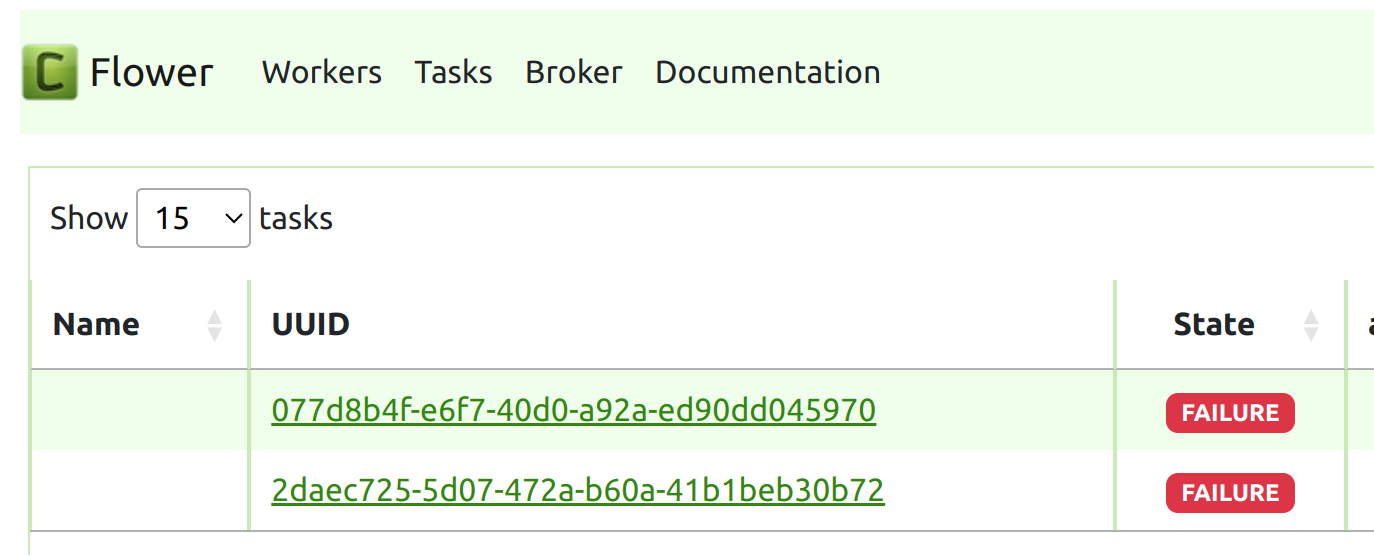 C Flower Workers Tasks Broker Documentation
Show 15 tasks
Name UUID State
077d8b4f-e6f7-40d0-a92a-ed90dd045970 FAILURE
2daec725-5d07-472a-b60a-41b1beb30b72 FAILURE